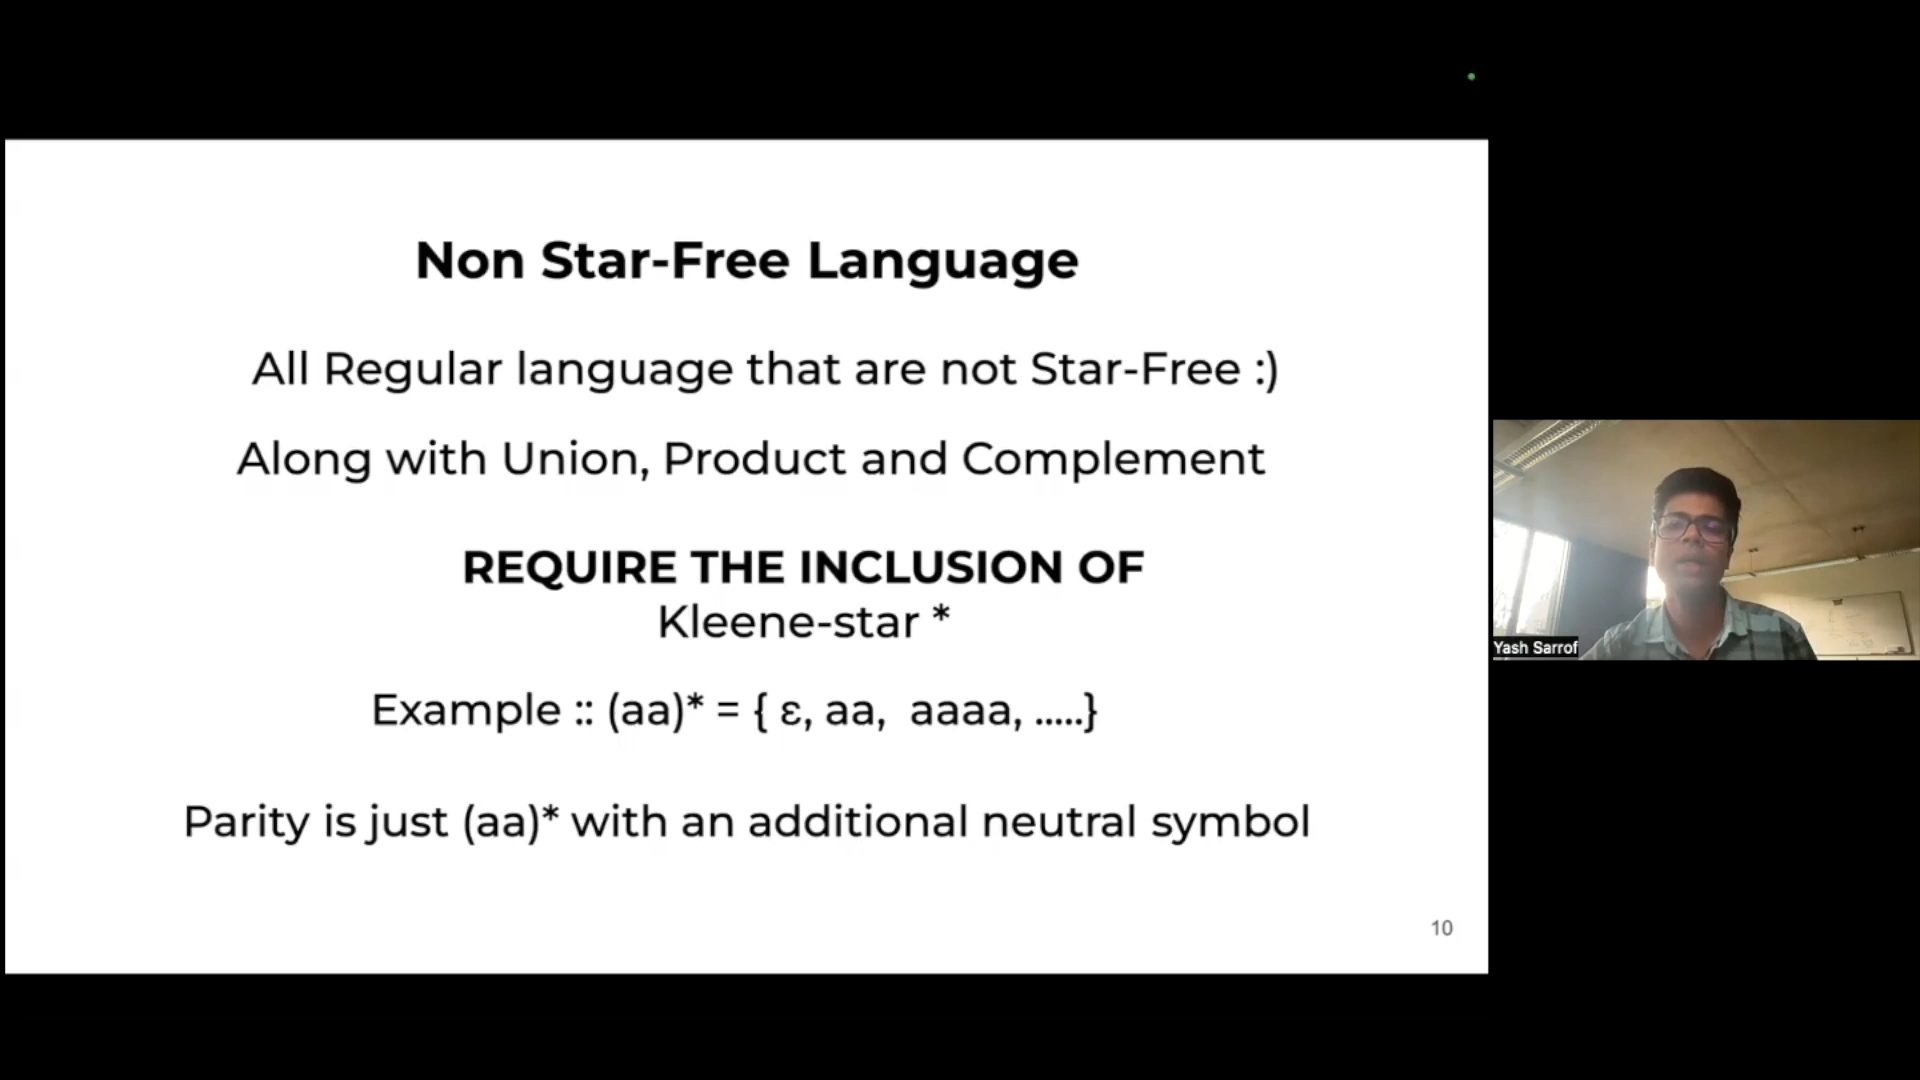 Non Star-Free Language
All Regular language that are not Star-Free :)
Along with Union, Product and Complement
REQUIRE THE INCLUSION OF
Kleene-star *
Example :: (aa)* = { ε, aa,  aaaa, .....}
Parity is just (aa)* with an additional neutral symbol
10
Yash Sarrof